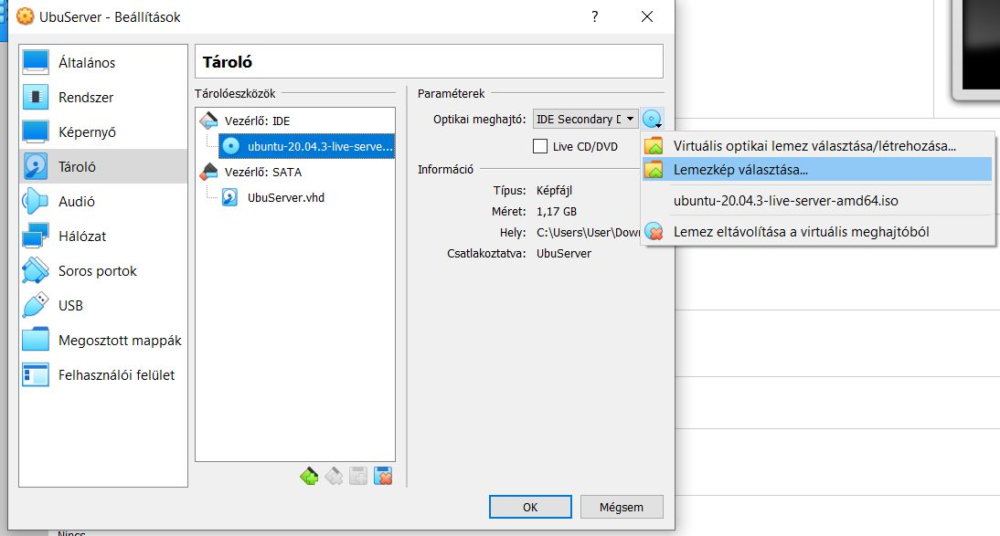 UbuServer - Beállítások
?
Általános
Rendszer
Képernyő
Tároló
Audió
Hálózat
Soros portok
USB
Megosztott mappák
Felhasználói felület
Tároló
Tárolóeszközök
Vezérlő: IDE
ubuntu-20.04.3-live-serve...
Vezérlő: SATA
UbuServer.vhd
Paraméterek
Optikai meghajtó: IDE Secondary D
Live CD/DVD
Információ
Típus: Képfájl
Méret: 1,17 GB
Hely: C:\Users\User\Down
Csatlakoztatva: UbuServer
Virtuális optikai lemez választása/létrehozása...
Lemezkép választása...
ubuntu-20.04.3-live-server-amd64.iso
Lemez eltávolítása a virtuális meghajtóból
OK
Mégsem
Nincs